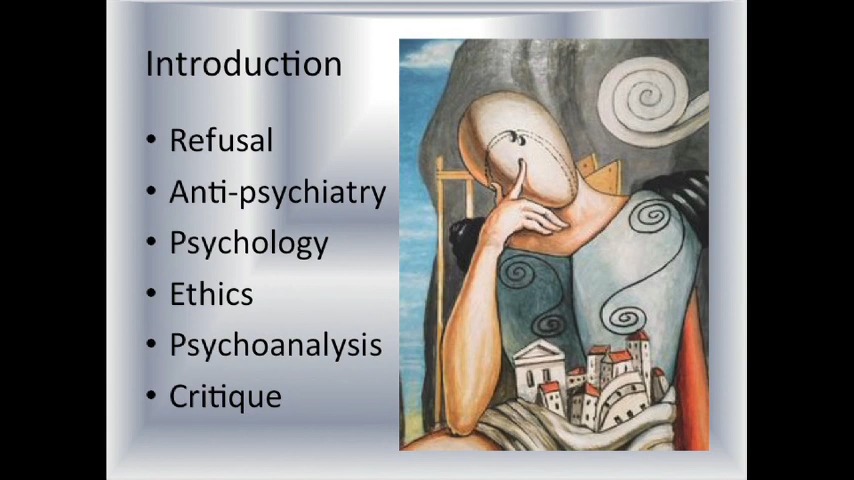 Introduction
• Refusal
• Anti-psychiatry
• Psychology
• Ethics
• Psychoanalysis
• Critique